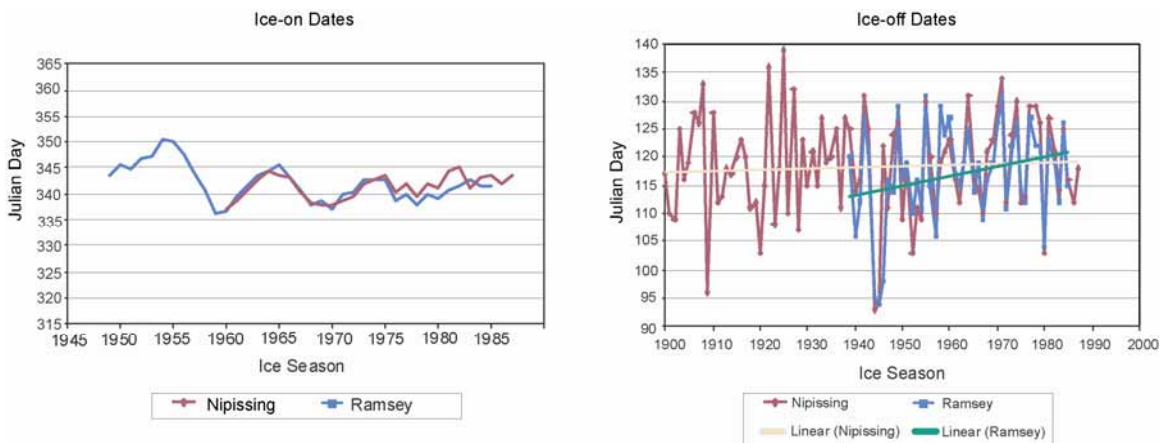 Ice-on Dates
365
360
355
350
345
340
335
330
325
320
315
Julian Day
1945 1950 1955 1960 1965 1970 1975 1980 1985
Ice Season
Nipissing Ramsey
Ice-off Dates
140
135
130
125
120
115
110
105
100
95
90
Julian Day
1900 1910 1920 1930 1940 1950 1960 1970 1980 1990 2000
Ice Season
Nipissing Ramsey
Linear (Nipissing) Linear (Ramsey)